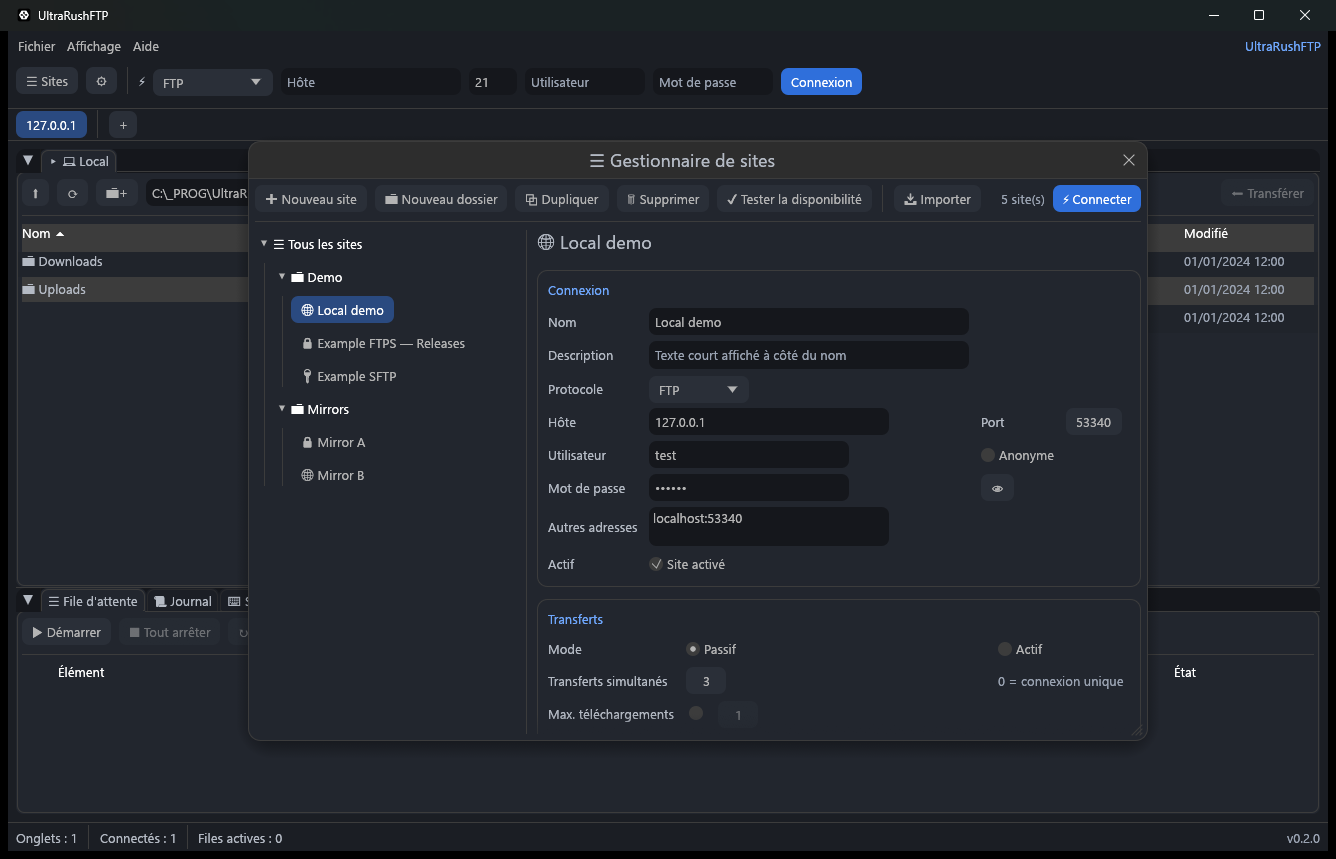 UltraRushFTP
Fichier Affichage Aide UltraRushFTP
Sites FTP Hôte 21 Utilisateur Mot de passe Connexion
127.0.0.1 +
Local
C:\_PROG\UltraR
Transférer
Nom Modifié
Downloads 01/01/2024 12:00
Uploads 01/01/2024 12:00
01/01/2024 12:00
Gestionnaire de sites
Nouveau site Nouveau dossier Dupliquer Supprimer Tester la disponibilité Importer 5 site(s) Connecter
Tous les sites
Demo
Local demo
Example FTPS — Releases
Example SFTP
Mirrors
Mirror A
Mirror B
Local demo
Connexion
Nom Local demo
Description Texte court affiché à côté du nom
Protocole FTP
Hôte 127.0.0.1 Port 53340
Utilisateur test Anonyme
Mot de passe ••••••
Autres adresses localhost:53340
Actif Site activé
Transferts
Mode Passif Actif
Transferts simultanés 3 0 = connexion unique
Max. téléchargements 1
File d'attente Journal S
Démarrer Tout arrêter
Élément État
Onglets : 1 Connectés : 1 Files actives : 0 v0.2.0